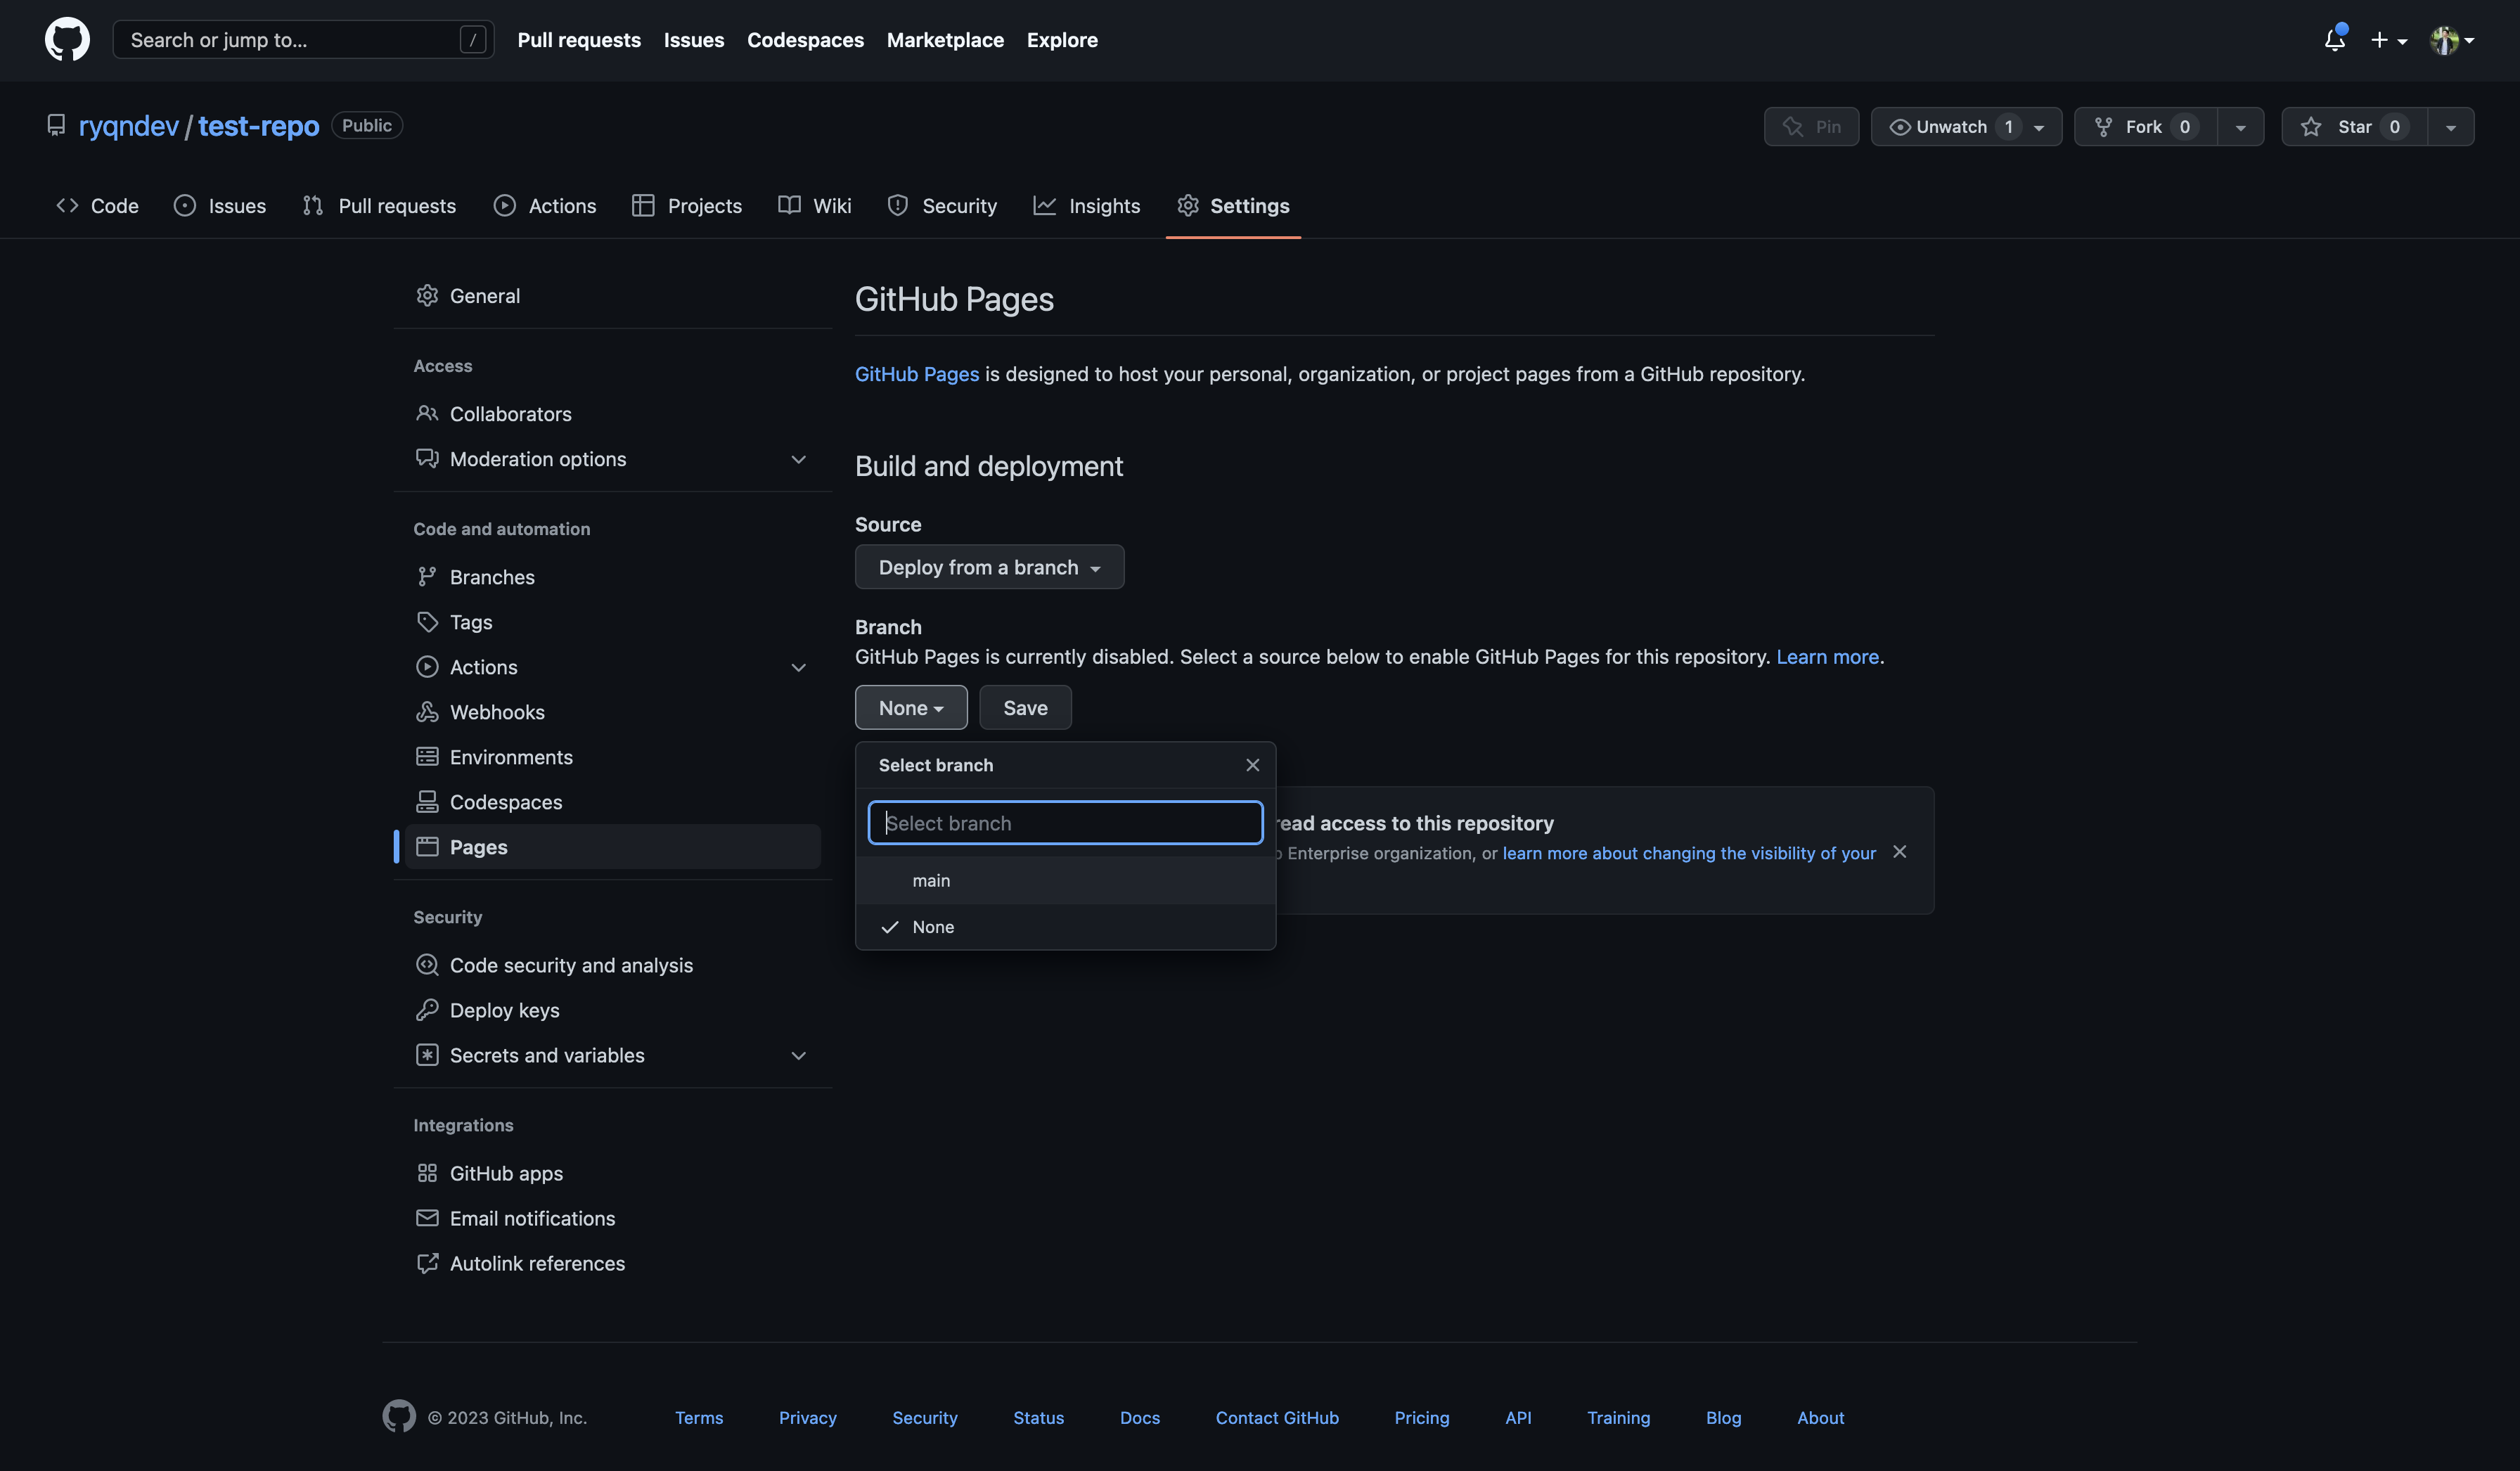 Search or jump to... /
Pull requests Issues Codespaces Marketplace Explore
ryqndev / test-repo Public
Pin Unwatch 1 Fork 0 Star 0
Code Issues Pull requests Actions Projects Wiki Security Insights Settings
General
Access
Collaborators
Moderation options
Code and automation
Branches
Tags
Actions
Webhooks
Environments
Codespaces
Pages
Security
Code security and analysis
Deploy keys
Secrets and variables
Integrations
GitHub apps
Email notifications
Autolink references
GitHub Pages
GitHub Pages is designed to host your personal, organization, or project pages from a GitHub repository.
Build and deployment
Source
Deploy from a branch
Branch
GitHub Pages is currently disabled. Select a source below to enable GitHub Pages for this repository. Learn more.
None Save
Select branch
Select branch
main
None
read access to this repository
Enterprise organization, or learn more about changing the visibility of your
© 2023 GitHub, Inc. Terms Privacy Security Status Docs Contact GitHub Pricing API Training Blog About